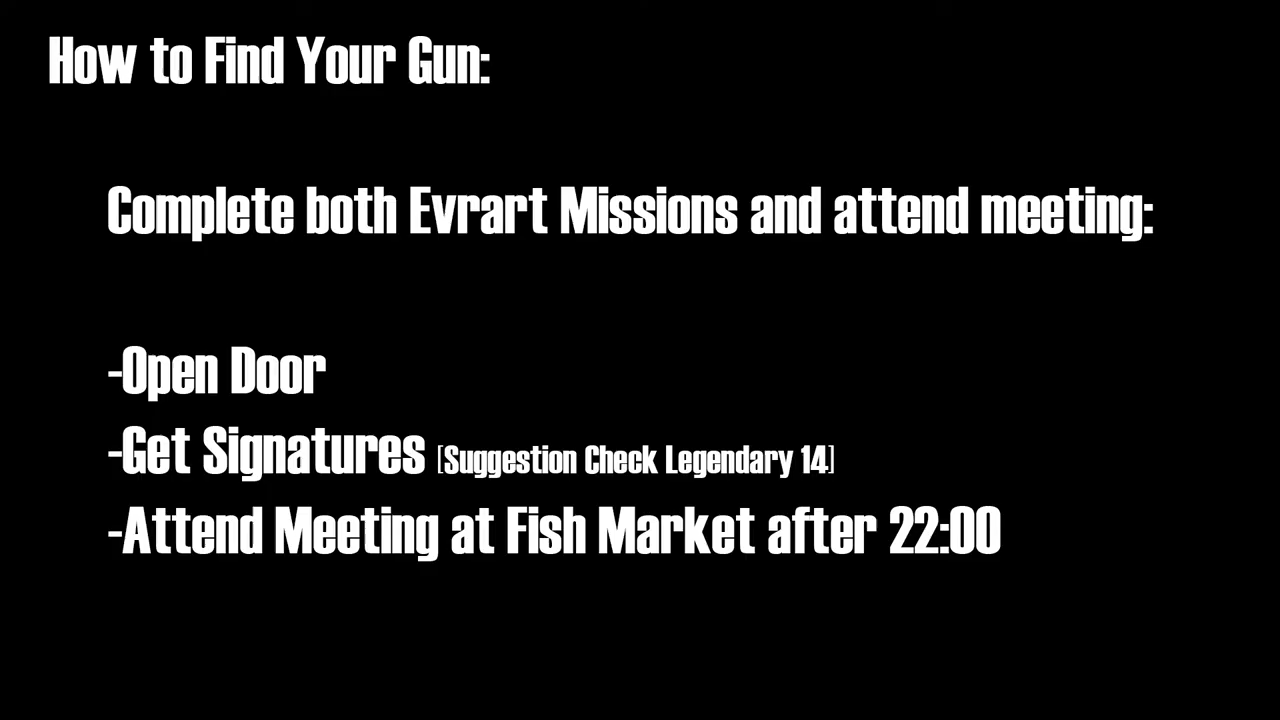 How to Find Your Gun:
Complete both Evrart Missions and attend meeting:
-Open Door
-Get Signatures [Suggestion Check Legendary 14]
-Attend Meeting at Fish Market after 22:00